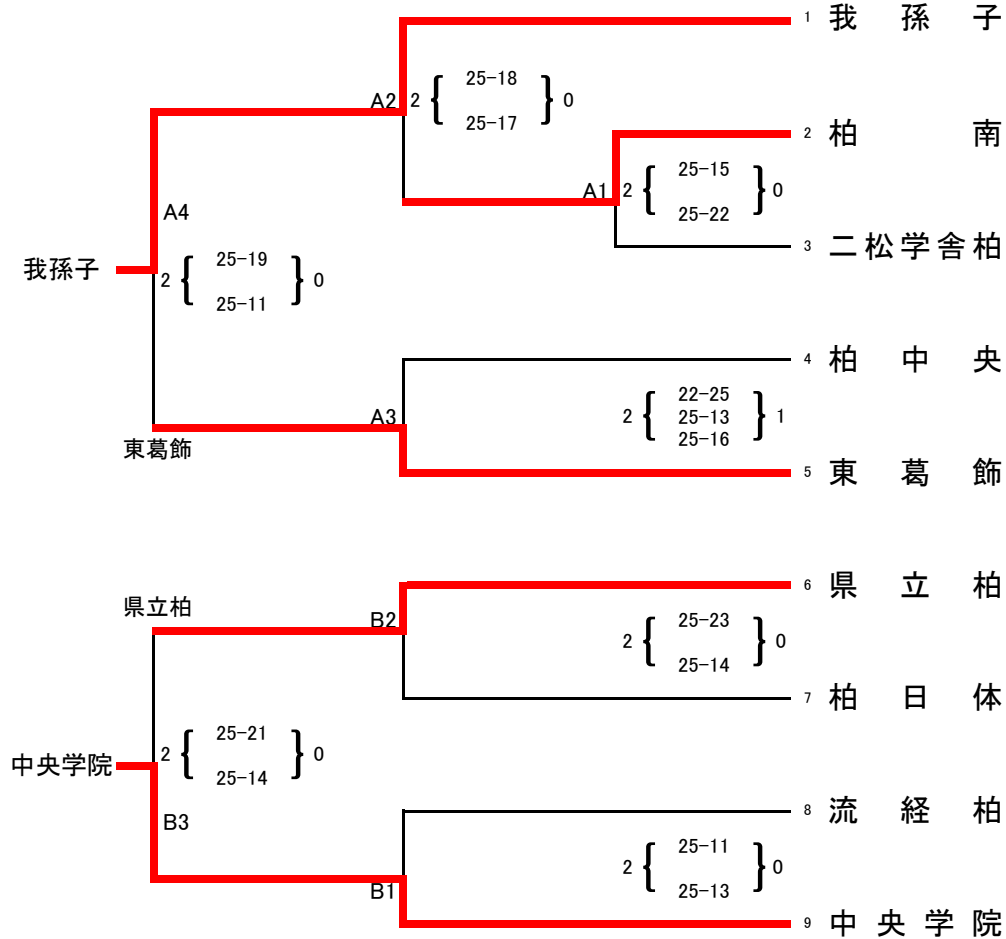 1 我孫子
A2 2 { 25-18 } 0
25-17
2 柏南
A1 2 { 25-15 } 0
25-22
3 二松学舎柏
A4
我孫子 2 { 25-19 } 0
25-11
4 柏中央
A3 2 { 22-25 } 1
25-13
25-16
東葛飾
5 東葛飾
6 県立柏
県立柏
B2 2 { 25-23 } 0
25-14
7 柏日体
中央学院 2 { 25-21 } 0
25-14
B3
8 流経柏
B1 2 { 25-11 } 0
25-13
9 中央学院